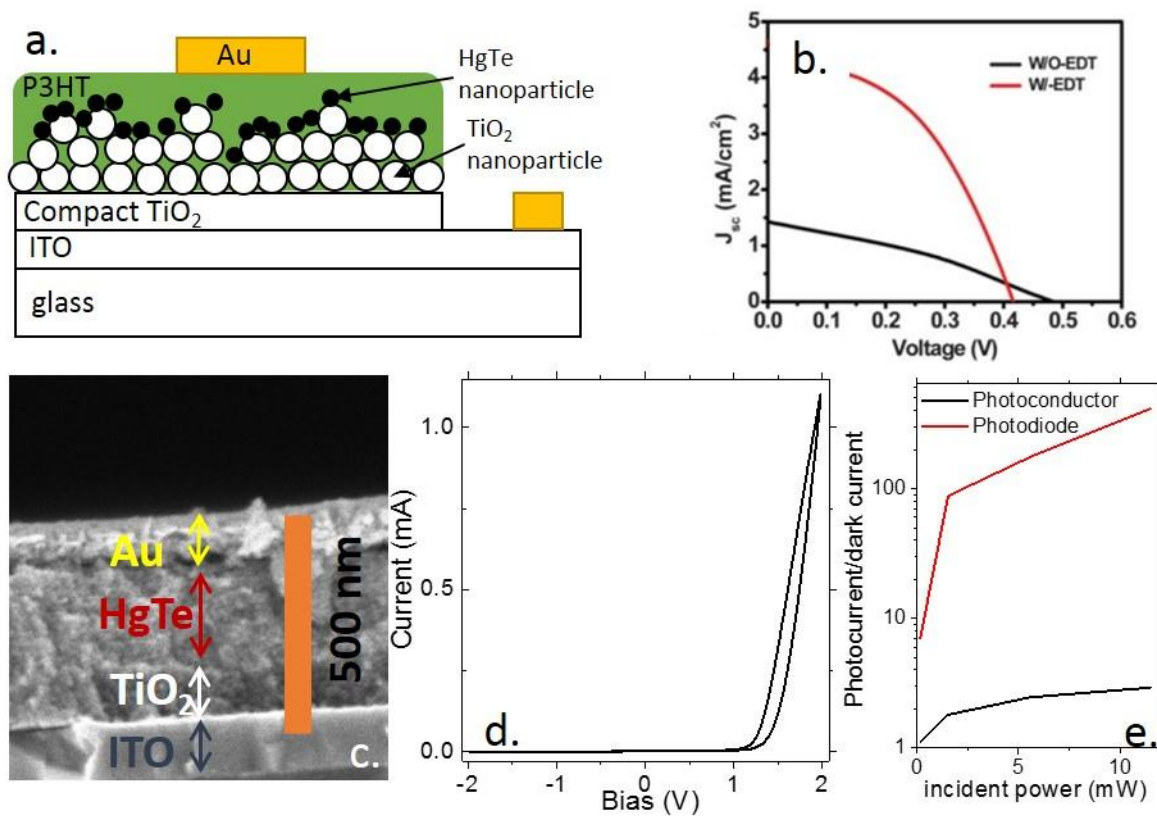 a.
Au
P3HT
HgTe
nanoparticle
TiO₂
nanoparticle
Compact TiO₂
ITO
glass
b.
W/O-EDT
W/-EDT
J_sc (mA/cm²)
5
4
3
2
1
0
0.0 0.1 0.2 0.3 0.4 0.5 0.6
Voltage (V)
Au
HgTe
TiO₂
ITO
500 nm
c.
Current (mA)
1.0
0.5
0.0
d.
-2 -1 0 1 2
Bias (V)
Photocurrent/dark current
Photoconductor
Photodiode
100
10
1
e.
0 5 10
incident power (mW)